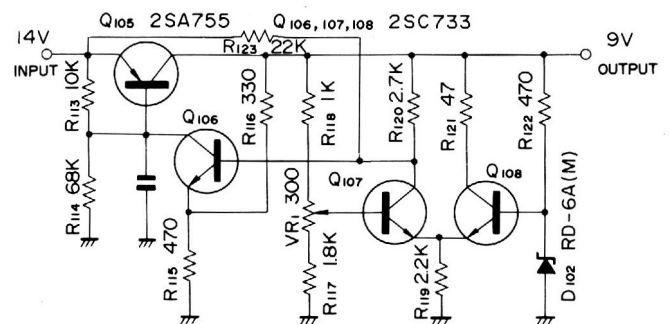 Q105 2SA755 Q106,107,108 2SC733
14V
INPUT
R123 22K
9V
OUTPUT
R113 10K
R116 330
R118 1K
R120 2.7K
R121 47
R122 470
Q106
Q107
Q108
R114 68K
VR1 300
RD-6A(M)
D102
R115 470
R117 1.8K
R119 2.2K